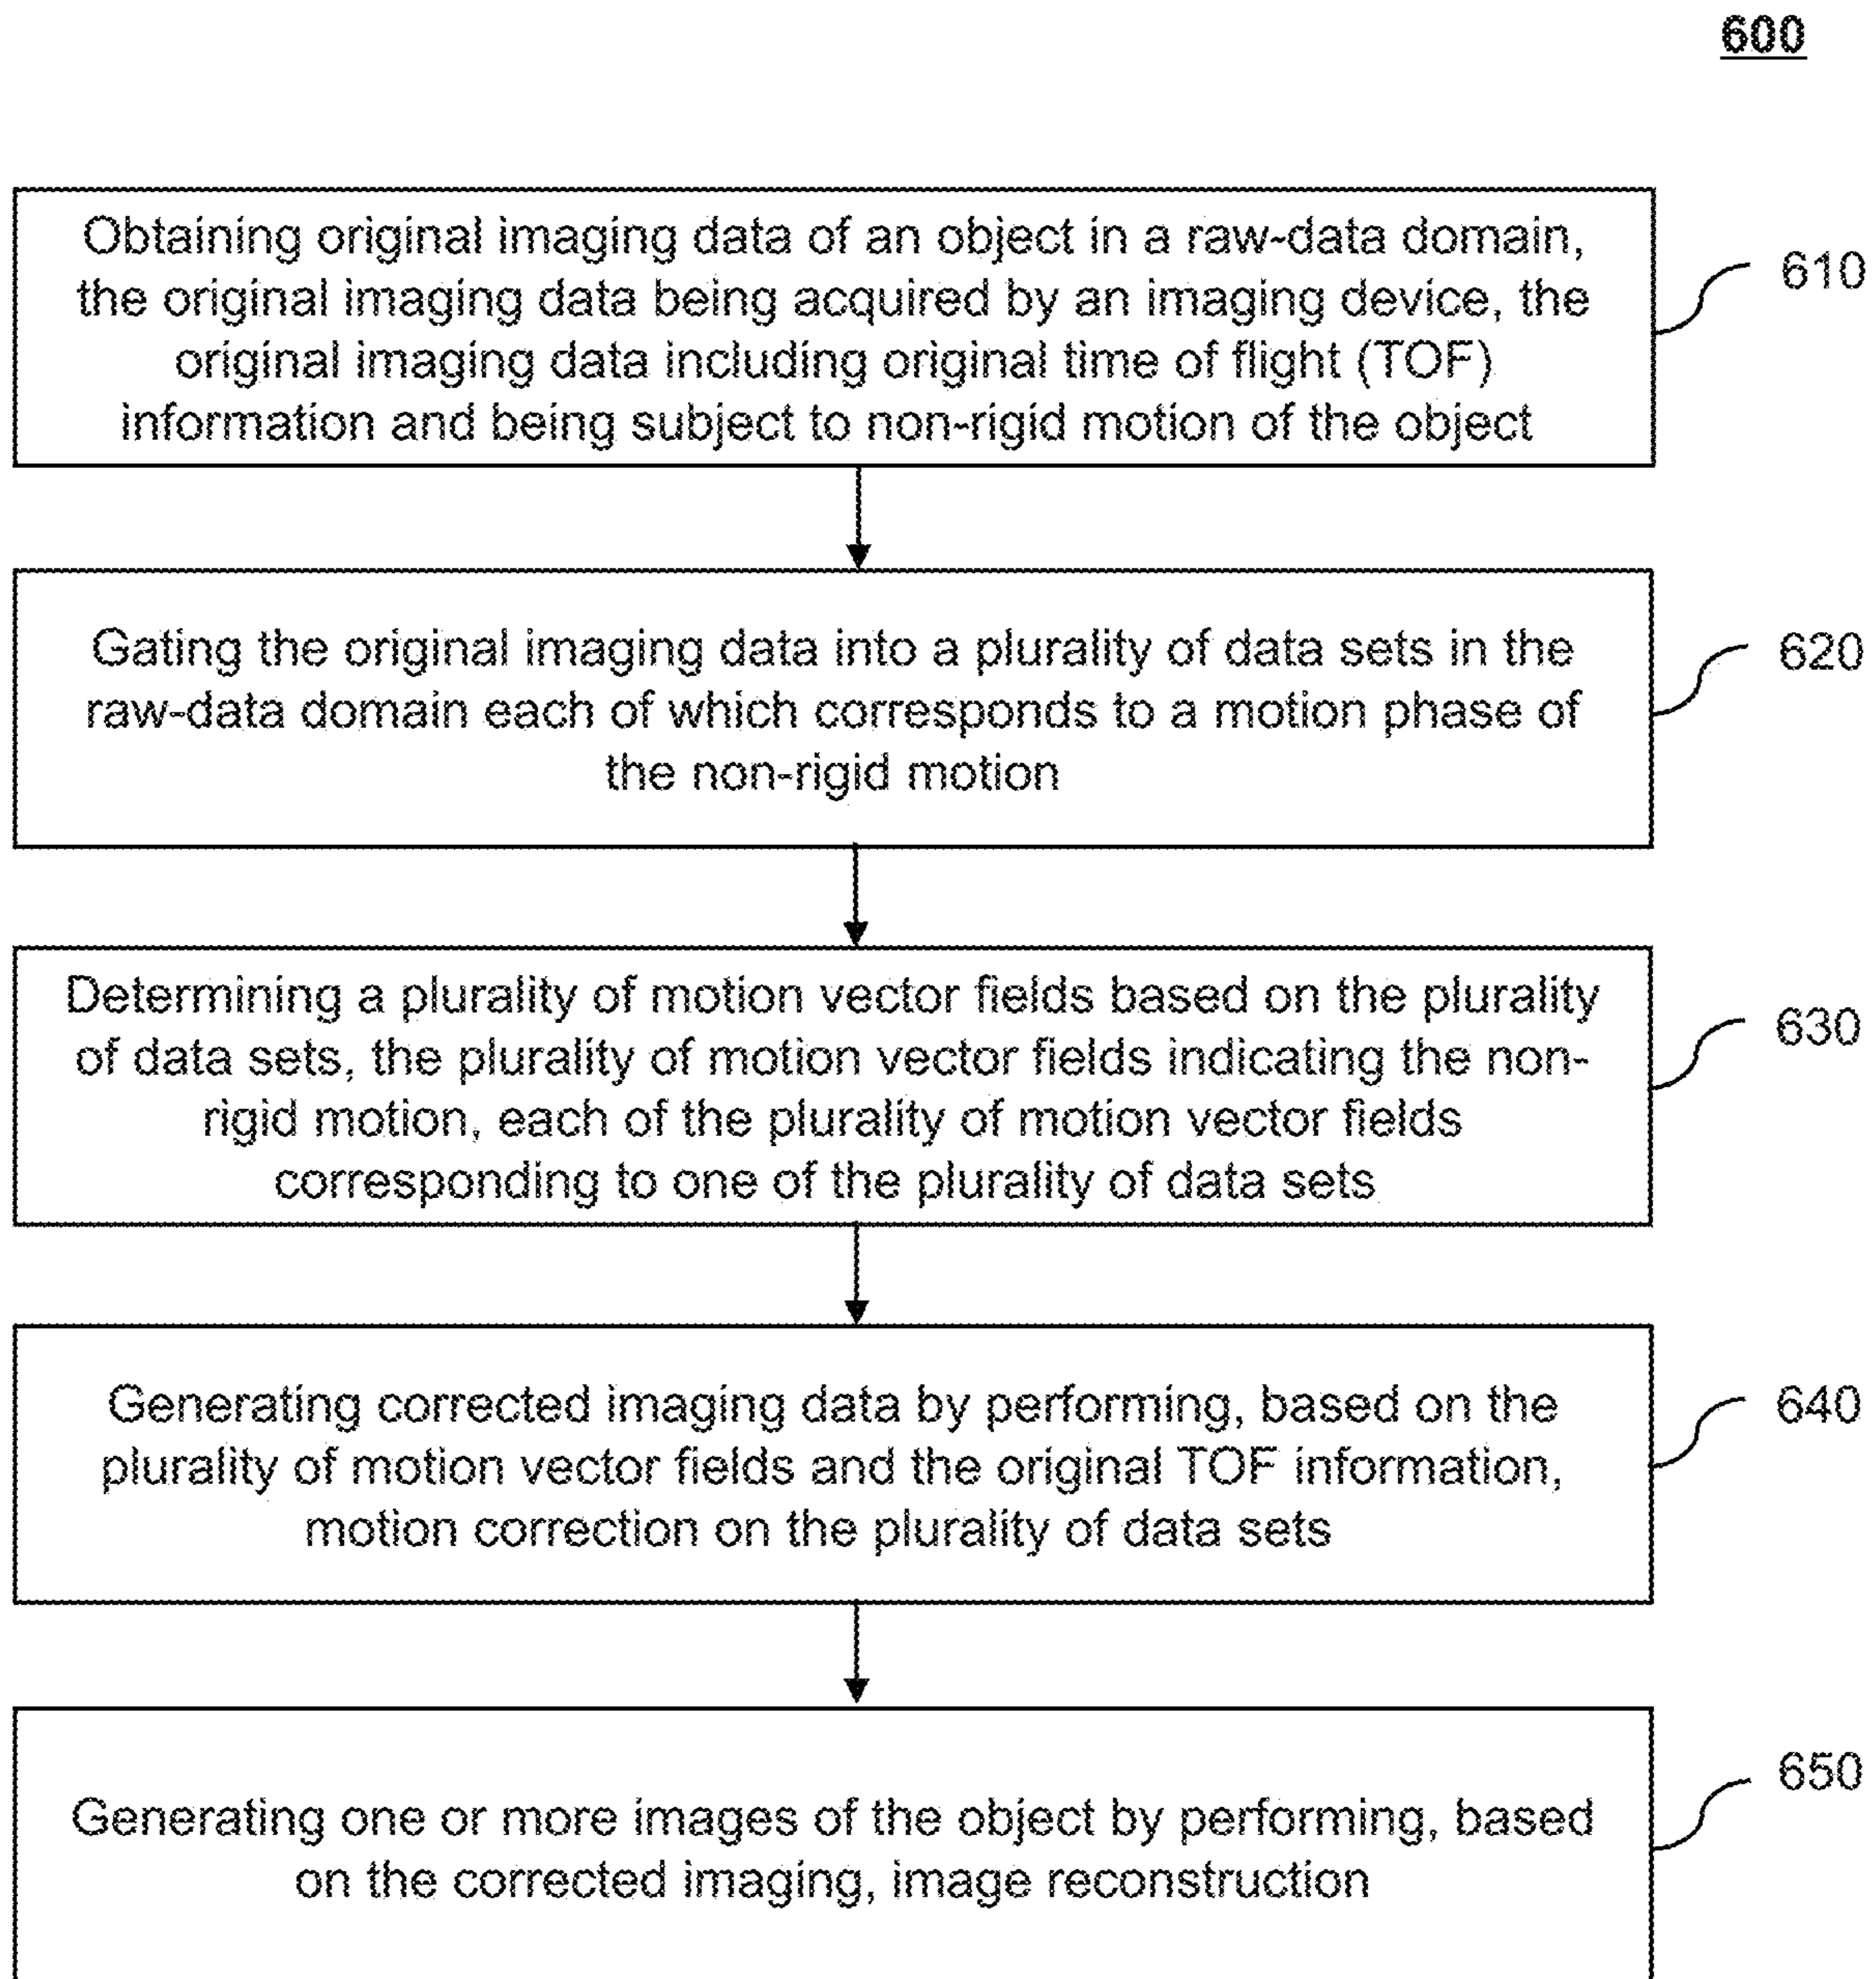 600
Obtaining original imaging data of an object in a raw-data domain,
the original imaging data being acquired by an imaging device, the
original imaging data including original time of flight (TOF)
information and being subject to non-rigid motion of the object
610
Gating the original imaging data into a plurality of data sets in the
raw-data domain each of which corresponds to a motion phase of
the non-rigid motion
620
Determining a plurality of motion vector fields based on the plurality
of data sets, the plurality of motion vector fields indicating the non-
rigid motion, each of the plurality of motion vector fields
corresponding to one of the plurality of data sets
630
Generating corrected imaging data by performing, based on the
plurality of motion vector fields and the original TOF information,
motion correction on the plurality of data sets
640
Generating one or more images of the object by performing, based
on the corrected imaging, image reconstruction
650